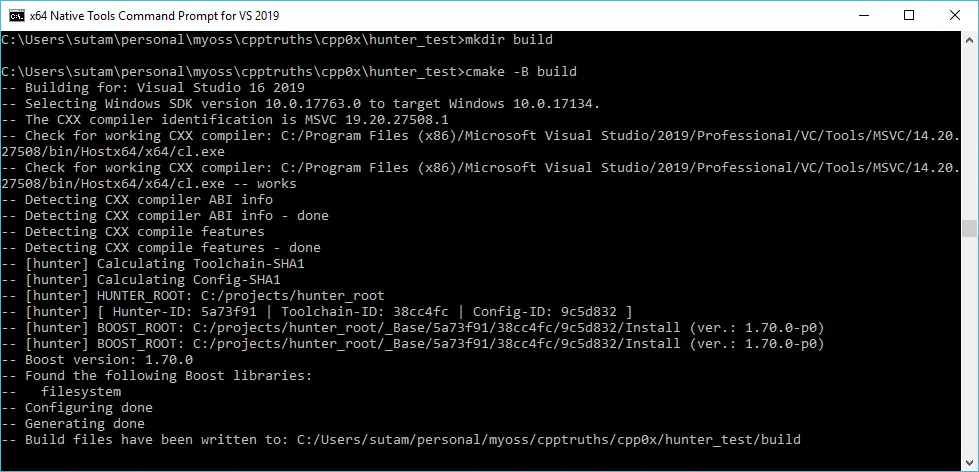 x64 Native Tools Command Prompt for VS 2019
C:\Users\sutam\personal\myoss\cpptruths\cpp0x\hunter_test>mkdir build
C:\Users\sutam\personal\myoss\cpptruths\cpp0x\hunter_test>cmake -B build
-- Building for: Visual Studio 16 2019
-- Selecting Windows SDK version 10.0.17763.0 to target Windows 10.0.17134.
-- The CXX compiler identification is MSVC 19.20.27508.1
-- Check for working CXX compiler: C:/Program Files (x86)/Microsoft Visual Studio/2019/Professional/VC/Tools/MSVC/14.20.
27508/bin/Hostx64/x64/cl.exe
-- Check for working CXX compiler: C:/Program Files (x86)/Microsoft Visual Studio/2019/Professional/VC/Tools/MSVC/14.20.
27508/bin/Hostx64/x64/cl.exe -- works
-- Detecting CXX compiler ABI info
-- Detecting CXX compiler ABI info - done
-- Detecting CXX compile features
-- Detecting CXX compile features - done
-- [hunter] Calculating Toolchain-SHA1
-- [hunter] Calculating Config-SHA1
-- [hunter] HUNTER_ROOT: C:/projects/hunter_root
-- [hunter] [ Hunter-ID: 5a73f91 | Toolchain-ID: 38cc4fc | Config-ID: 9c5d832 ]
-- [hunter] BOOST_ROOT: C:/projects/hunter_root/_Base/5a73f91/38cc4fc/9c5d832/Install (ver.: 1.70.0-p0)
-- [hunter] BOOST_ROOT: C:/projects/hunter_root/_Base/5a73f91/38cc4fc/9c5d832/Install (ver.: 1.70.0-p0)
-- Boost version: 1.70.0
-- Found the following Boost libraries:
--   filesystem
-- Configuring done
-- Generating done
-- Build files have been written to: C:/Users/sutam/personal/myoss/cpptruths/cpp0x/hunter_test/build